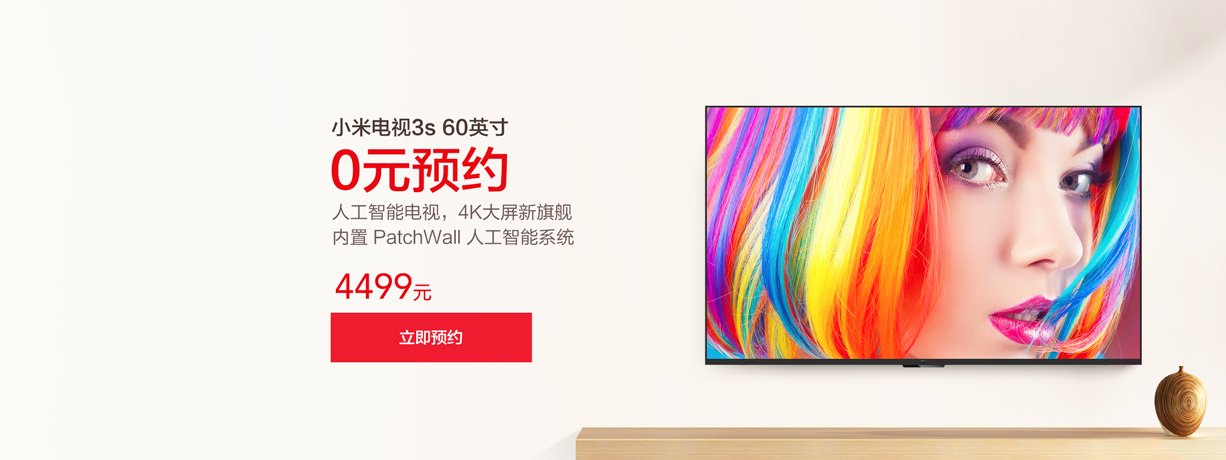 小米电视3s 60英寸
0元预约
人工智能电视，4K大屏新旗舰
内置 PatchWall 人工智能系统
4499元
立即预约